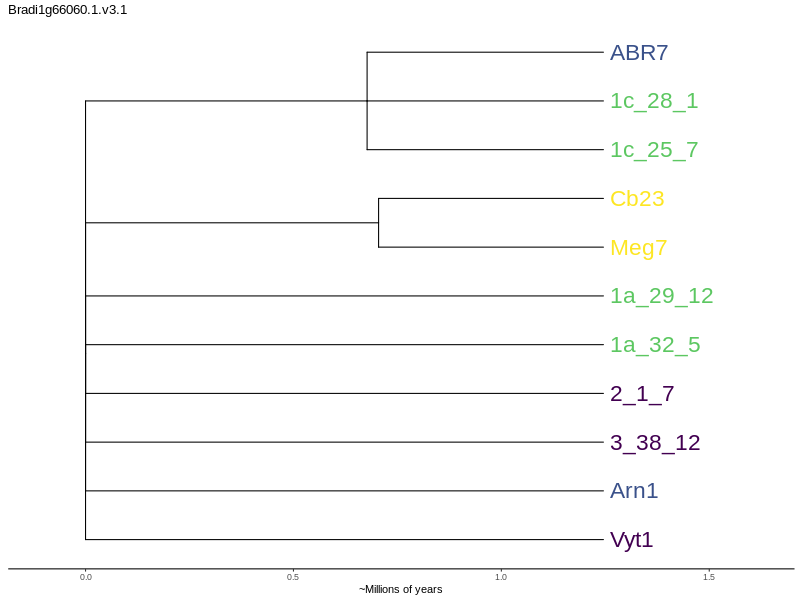 Bradi1g66060.1.v3.1
ABR7
1c_28_1
1c_25_7
Cb23
Meg7
1a_29_12
1a_32_5
2_1_7
3_38_12
Arn1
Vyt1
0.0 0.5 1.0 1.5
~Millions of years